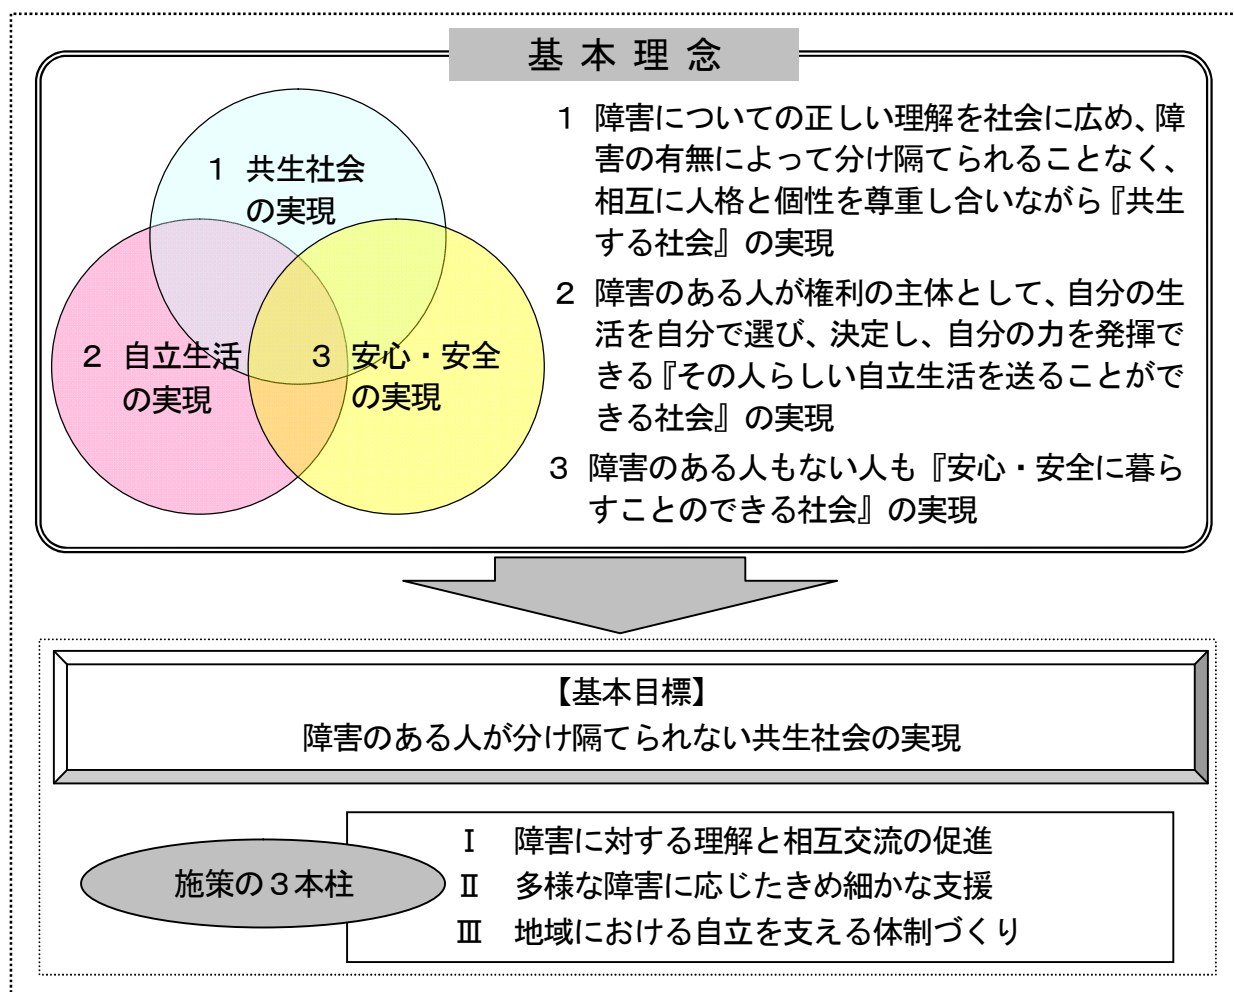 基本理念
１ 共生社会
の実現
２ 自立生活
の実現
３ 安心・安全
の実現
１ 障害についての正しい理解を社会に広め、障
害の有無によって分け隔てられることなく、
相互に人格と個性を尊重し合いながら『共生
する社会』の実現
２ 障害のある人が権利の主体として、自分の生
活を自分で選び、決定し、自分の力を発揮で
きる『その人らしい自立生活を送ることがで
きる社会』の実現
３ 障害のある人もない人も『安心・安全に暮ら
すことのできる社会』の実現
【基本目標】
障害のある人が分け隔てられない共生社会の実現
施策の３本柱
Ⅰ 障害に対する理解と相互交流の促進
Ⅱ 多様な障害に応じたきめ細かな支援
Ⅲ 地域における自立を支える体制づくり